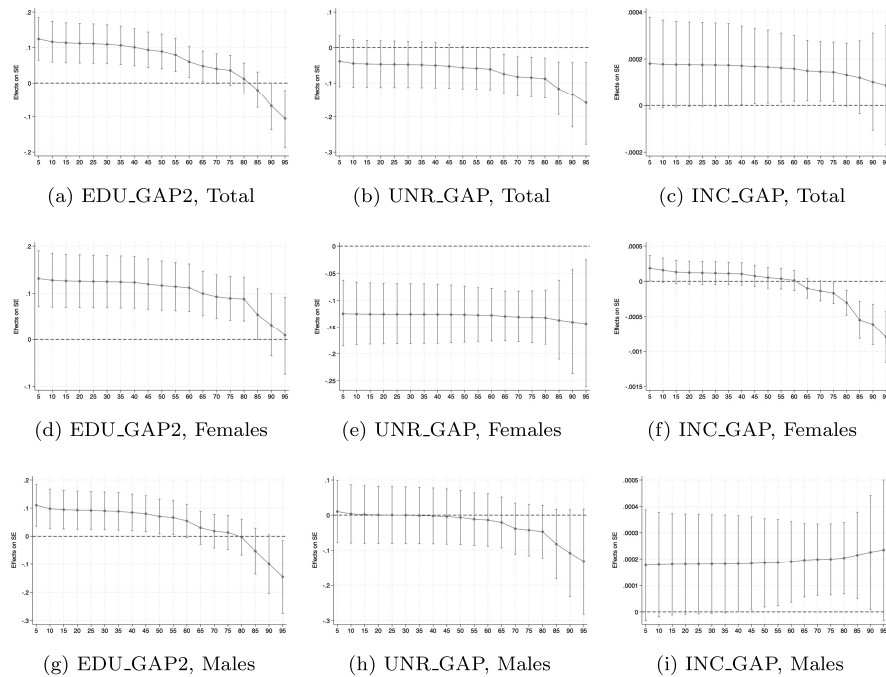 .2
.1
0
-.1
-.2
Effects on SE
5 10 15 20 25 30 35 40 45 50 55 60 65 70 75 80 85 90 95
(a) EDU_GAP2, Total
.1
0
-.1
-.2
-.3
Effects on SE
5 10 15 20 25 30 35 40 45 50 55 60 65 70 75 80 85 90 95
(b) UNR_GAP, Total
.0004
.0002
0
-.0002
Effects on SE
5 10 15 20 25 30 35 40 45 50 55 60 65 70 75 80 85 90 95
(c) INC_GAP, Total
.2
.1
0
-.1
Effects on SE
5 10 15 20 25 30 35 40 45 50 55 60 65 70 75 80 85 90 95
(d) EDU_GAP2, Females
0
-.05
-.1
-.15
-.2
-.25
Effects on SE
5 10 15 20 25 30 35 40 45 50 55 60 65 70 75 80 85 90 95
(e) UNR_GAP, Females
.0005
0
-.0005
-.001
-.0015
Effects on SE
5 10 15 20 25 30 35 40 45 50 55 60 65 70 75 80 85 90 95
(f) INC_GAP, Females
.2
.1
0
-.1
-.2
-.3
Effects on SE
5 10 15 20 25 30 35 40 45 50 55 60 65 70 75 80 85 90 95
(g) EDU_GAP2, Males
.1
0
-.1
-.2
-.3
Effects on SE
5 10 15 20 25 30 35 40 45 50 55 60 65 70 75 80 85 90 95
(h) UNR_GAP, Males
.0005
.0004
.0003
.0002
.0001
0
Effects on SE
5 10 15 20 25 30 35 40 45 50 55 60 65 70 75 80 85 90 95
(i) INC_GAP, Males